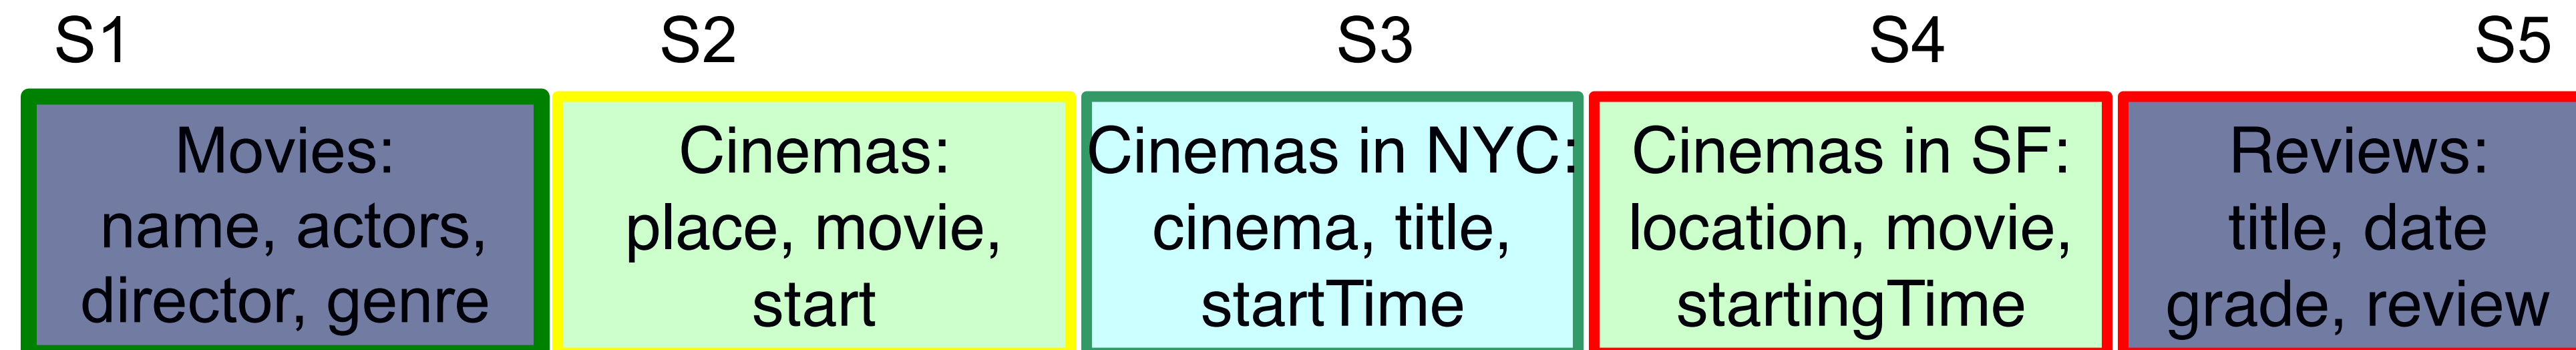 S1
S2
S3
S4
S5
Movies:
name, actors,
director, genre
Cinemas:
place, movie,
start
Cinemas in NYC:
cinema, title,
startTime
Cinemas in SF:
location, movie,
startingTime
Reviews:
title, date
grade, review